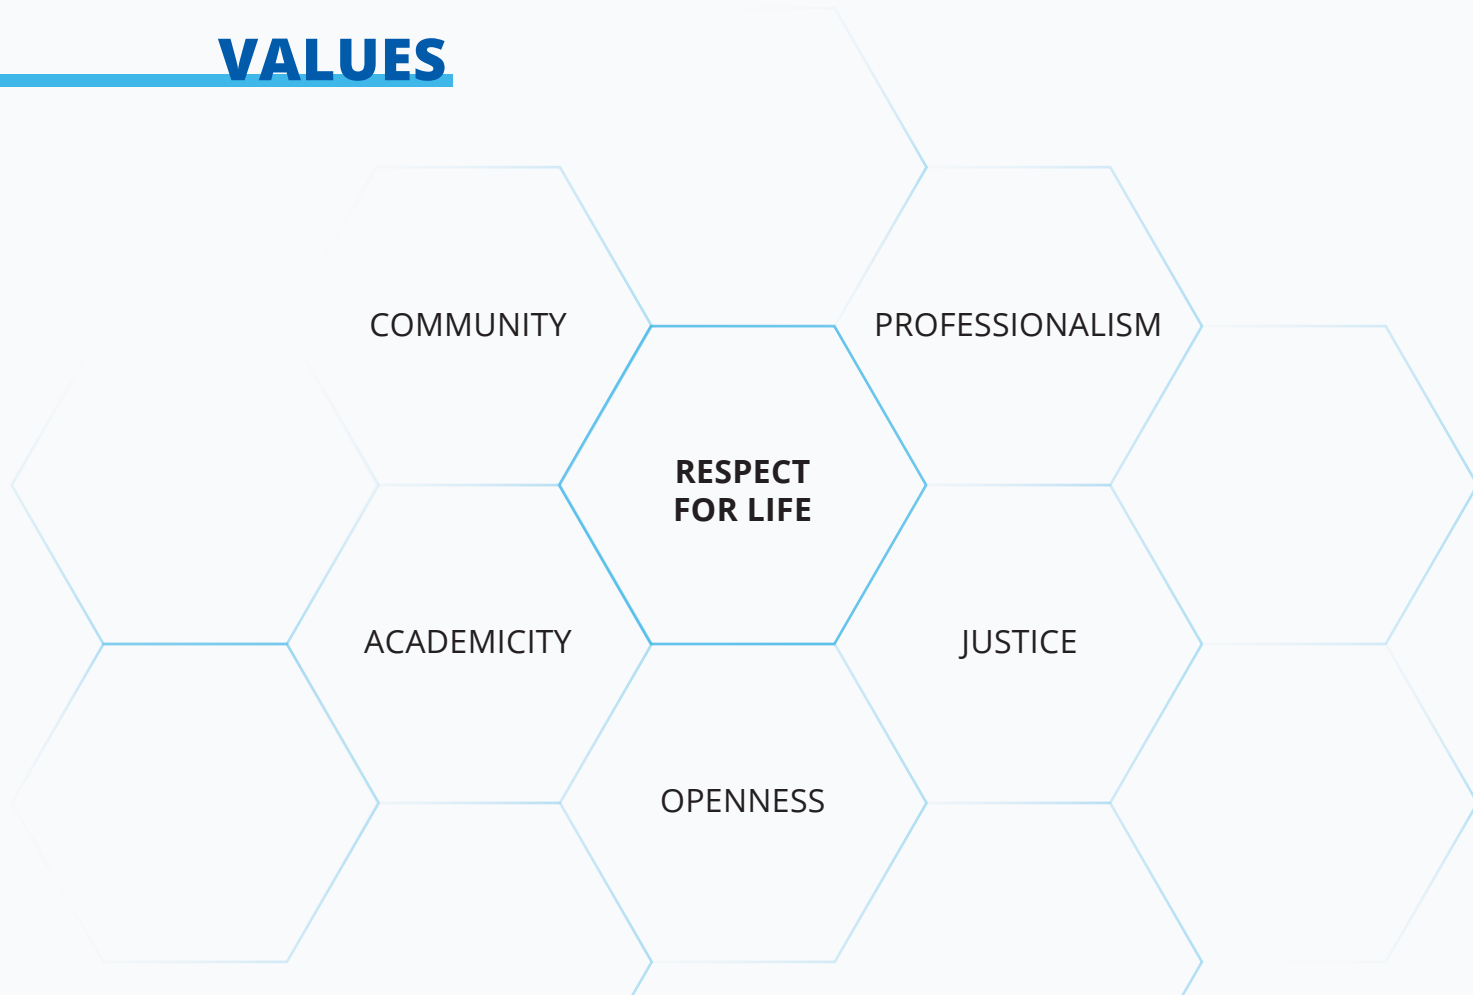 VALUES
COMMUNITY
PROFESSIONALISM
RESPECT
FOR LIFE
ACADEMICITY
JUSTICE
OPENNESS